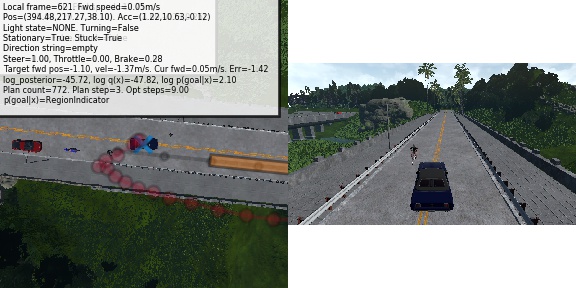 Local frame=621. Fwd speed=0.05m/s
Pos=(394.48,217.27,38.10). Acc=(1.22,10.63,-0.12)
Light state=NONE. Turning=False
Stationary=True. Stuck=True
Direction string=empty
Steer=1.00, Throttle=0.00, Brake=0.28
Target fwd pos=-1.10, vel=-1.37m/s. Cur fwd=0.05m/s. Err=-1.42
log_posterior=-45.72, log q(x)=-47.82, log p(goal|x)=2.10
Plan count=772. Plan step=3. Opt steps=9.00
p(goal|x)=RegionIndicator